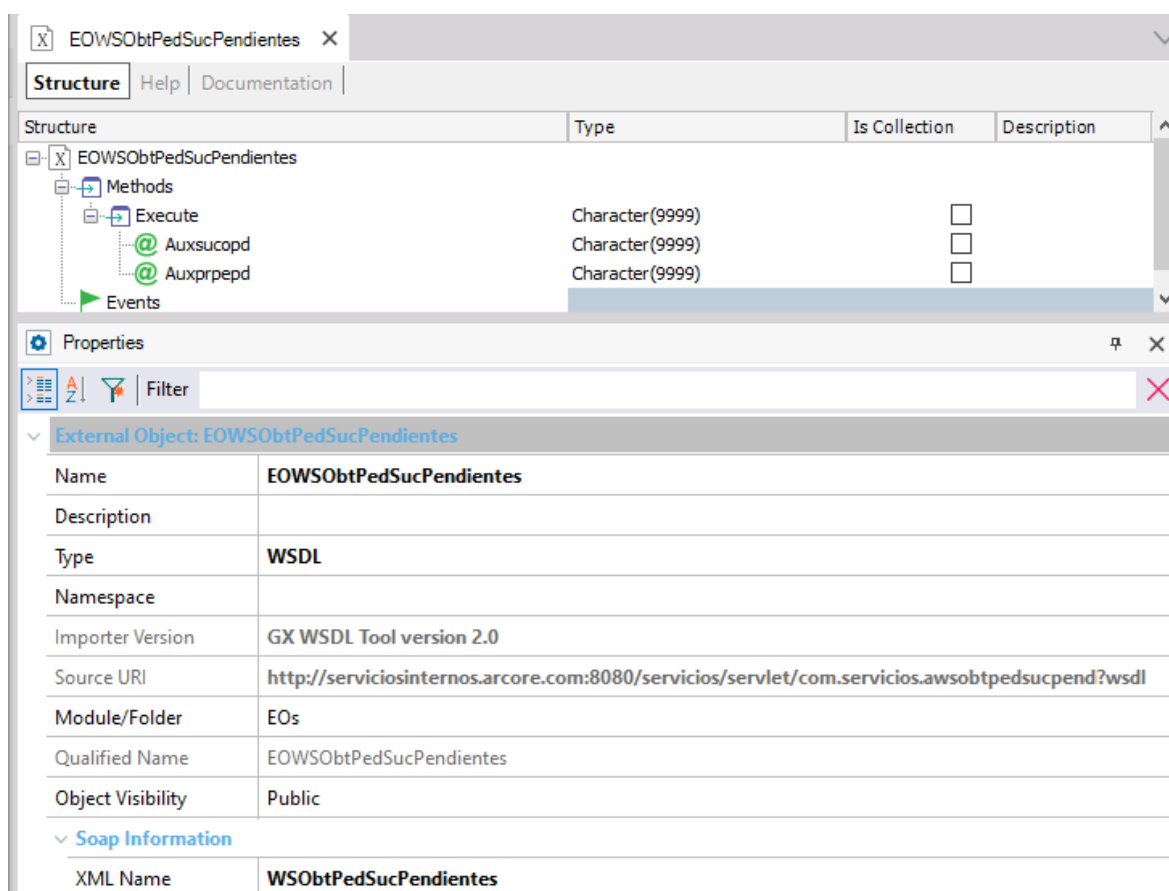 EOWSObtPedSucPendientes
Structure Help Documentation
Structure Type Is Collection Description
EOWSObtPedSucPendientes
Methods
Execute Character(9999)
Auxsucopd Character(9999)
Auxprpepd Character(9999)
Events
Properties
Filter
External Object: EOWSObtPedSucPendientes
Name EOWSObtPedSucPendientes
Description
Type WSDL
Namespace
Importer Version GX WSDL Tool version 2.0
Source URI http://serviciosinternos.arcore.com:8080/servicios/servlet/com.servicios.awsobtpedsucpend?wsdl
Module/Folder EOs
Qualified Name EOWSObtPedSucPendientes
Object Visibility Public
Soap Information
XML Name WSObtPedSucPendientes